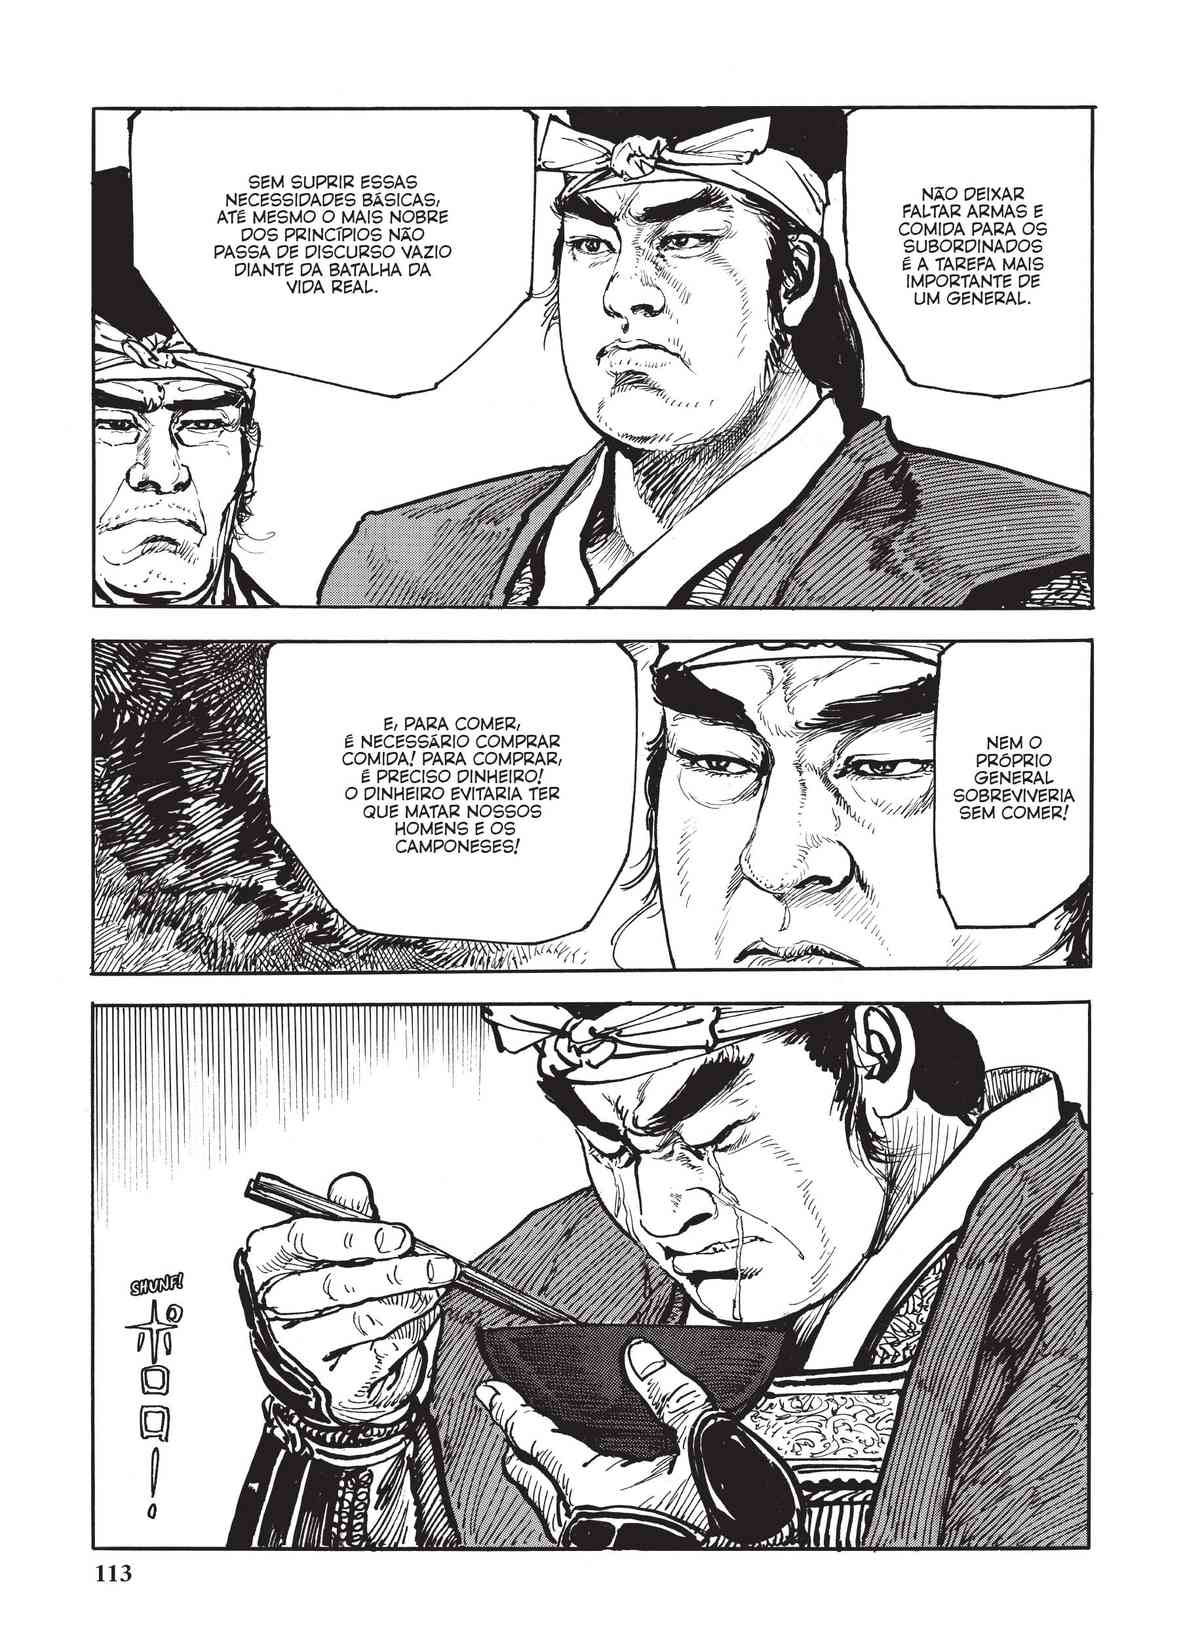 NÃO DEIXAR
FALTAR ARMAS E
COMIDA PARA OS
SUBORDINADOS
É A TAREFA MAIS
IMPORTANTE DE
UM GENERAL.
SEM SUPRIR ESSAS
NECESSIDADES BÁSICAS,
ATÉ MESMO O MAIS NOBRE
DOS PRINCÍPIOS NÃO
PASSA DE DISCURSO VAZIO
DIANTE DA BATALHA DA
VIDA REAL.
NEM O
PRÓPRIO
GENERAL
SOBREVIVERIA
SEM COMER!
E, PARA COMER,
É NECESSÁRIO COMPRAR
COMIDA! PARA COMPRAR,
É PRECISO DINHEIRO!
O DINHEIRO EVITARIA TER
QUE MATAR NOSSOS
HOMENS E OS
CAMPONESES!
SHUNF!
ポロロ!
113